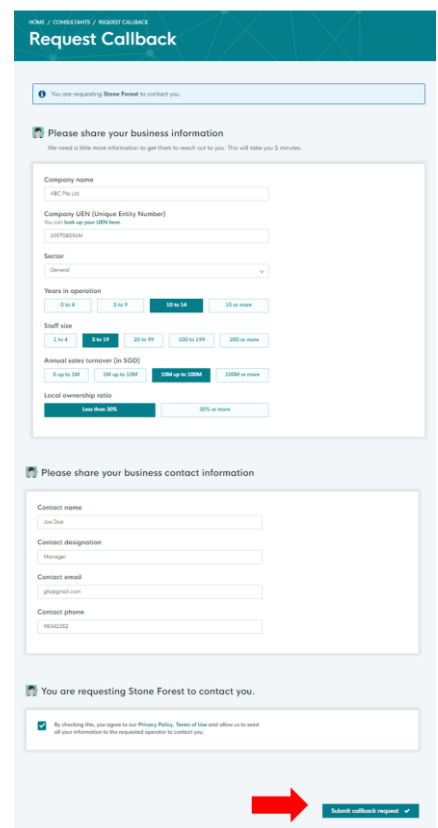 HOME / CONSULTANTS / REQUEST CALLBACK
Request Callback
You are requesting Stone Forest to contact you.
Please share your business information
We need a little more information to get them to reach out to you. This will take you 5 minutes.
Company name
ABC Pte Ltd
Company UEN (Unique Entity Number)
You can look up your UEN here.
Sector
General
Years in operation
0 to 4 5 to 9 10 to 14 15 or more
Staff size
1 to 4 5 to 19 20 to 99 100 to 199 200 or more
Annual sales turnover (in SGD)
0 up to 1M 1M up to 10M 10M up to 100M 100M or more
Local ownership ratio
Less than 30% 30% or more
Please share your business contact information
Contact name
Joe Doe
Contact designation
Manager
Contact email
Contact phone
98342352
You are requesting Stone Forest to contact you.
By checking this, you agree to our Privacy Policy, Terms of Use and allow us to send
all your information to the requested operator to contact you.
Submit callback request